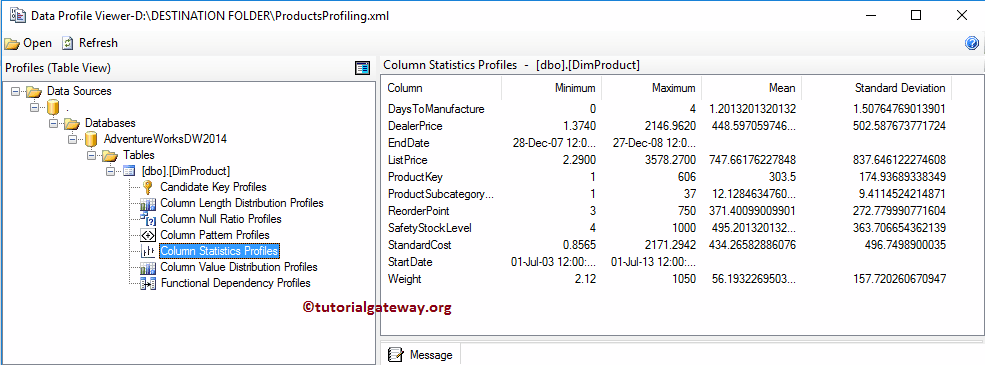 Data Profile Viewer-D:\DESTINATION FOLDER\ProductsProfiling.xml
Open Refresh
Profiles (Table View)
Data Sources
.
Databases
AdventureWorksDW2014
Tables
[dbo].[DimProduct]
Candidate Key Profiles
Column Length Distribution Profiles
Column Null Ratio Profiles
Column Pattern Profiles
Column Statistics Profiles
Column Value Distribution Profiles
Functional Dependency Profiles
©tutorialgateway.org
Column Statistics Profiles - [dbo].[DimProduct]
Column Minimum Maximum Mean Standard Deviation
DaysToManufacture 0 4 1.2013201320132 1.50764769013901
DealerPrice 1.3740 2146.9620 448.597059746... 502.587673771724
EndDate 28-Dec-07 12:0... 27-Dec-08 12:0...
ListPrice 2.2900 3578.2700 747.66176227848 837.646122274608
ProductKey 1 606 303.5 174.93689338349
ProductSubcategory... 1 37 12.1284634760... 9.4114524214871
ReorderPoint 3 750 371.40099009901 272.779990771604
SafetyStockLevel 4 1000 495.201320132... 363.706654362139
StandardCost 0.8565 2171.2942 434.26582886076 496.7498900035
StartDate 01-Jul-03 12:00:... 01-Jul-13 12:00:...
Weight 2.12 1050 56.1932269503... 157.720260670947
Message